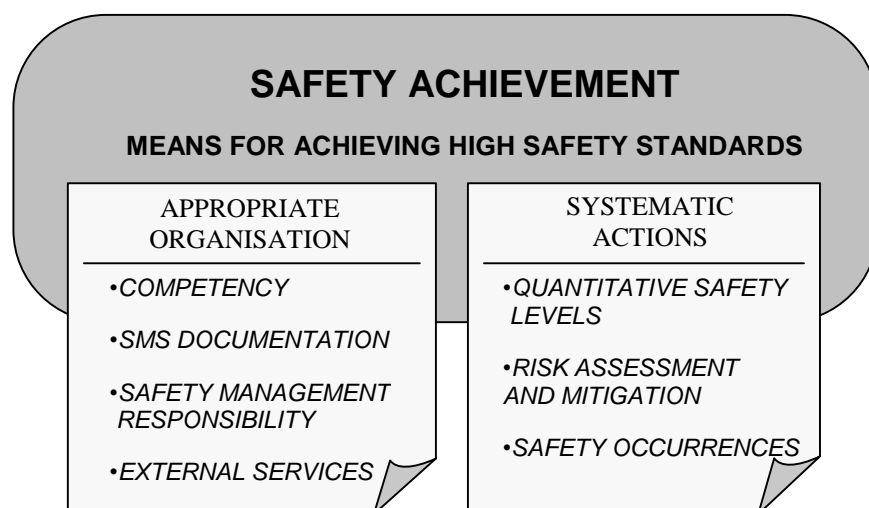 SAFETY ACHIEVEMENT
MEANS FOR ACHIEVING HIGH SAFETY STANDARDS
APPROPRIATE
ORGANISATION
•COMPETENCY
•SMS DOCUMENTATION
•SAFETY MANAGEMENT
RESPONSIBILITY
•EXTERNAL SERVICES
SYSTEMATIC
ACTIONS
•QUANTITATIVE SAFETY
LEVELS
•RISK ASSESSMENT
AND MITIGATION
•SAFETY OCCURRENCES